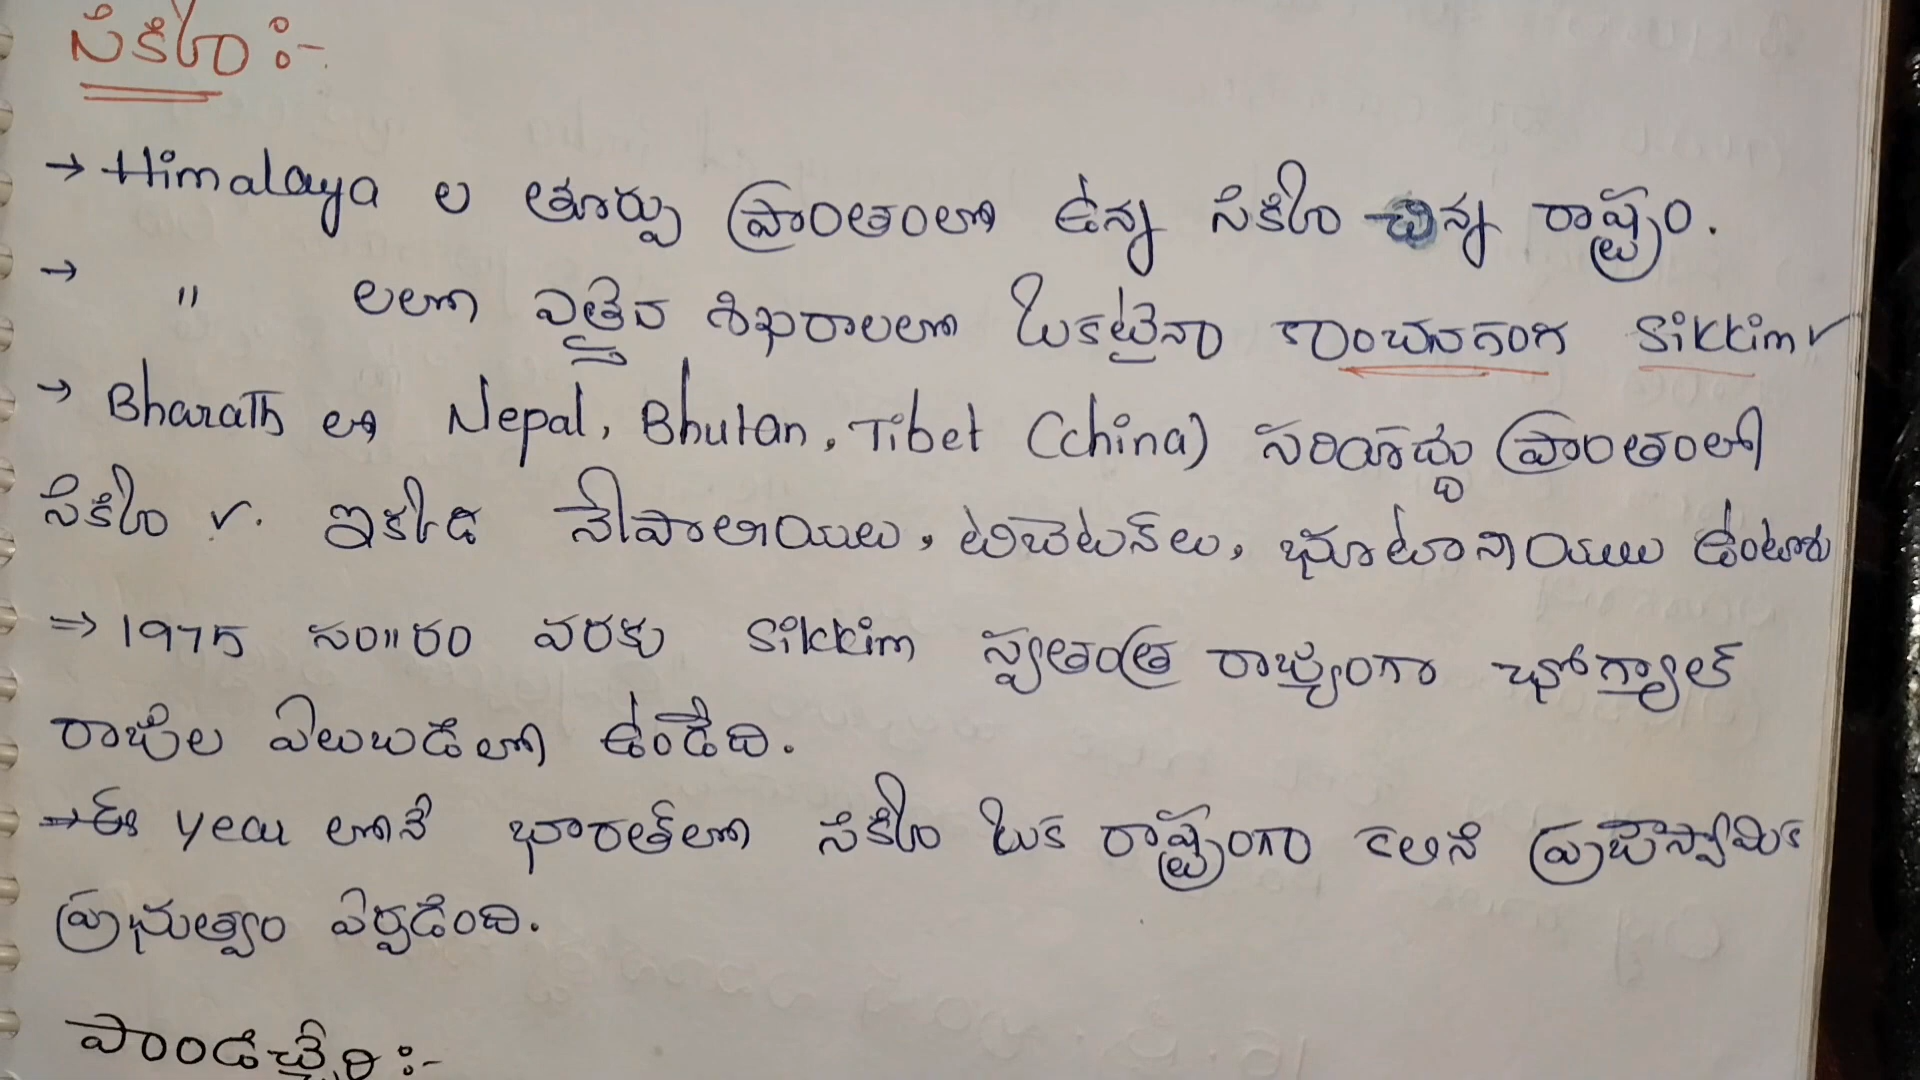 సిక్కిం :-
→ Himalaya ల తూర్పు ప్రాంతంలో ఉన్న సిక్కిం చిన్న రాష్ట్రం.
→ " లలో ఎత్తైన శిఖరాలలో ఒకటైనా కాంచనగంగ Sikkim ✓
→ Bharath లో Nepal, Bhutan, Tibet (china) సరిహద్దు ప్రాంతంలో
సిక్కిం ✓. ఇక్కడ నేపాలీయులు, టిబెటన్‌లు, భూటానీయులు ఉంటారు
⇒ 1975 సం॥రం వరకు Sikkim స్వతంత్ర రాజ్యంగా ఛోగ్యాల్
రాజుల ఏలుబడిలో ఉండేది.
→ ఈ year లోనే భారత్‌లో సిక్కిం ఒక రాష్ట్రంగా కలిసి ప్రజాస్వామిక
ప్రభుత్వం ఏర్పడింది.
పాండిచ్చేరి :-